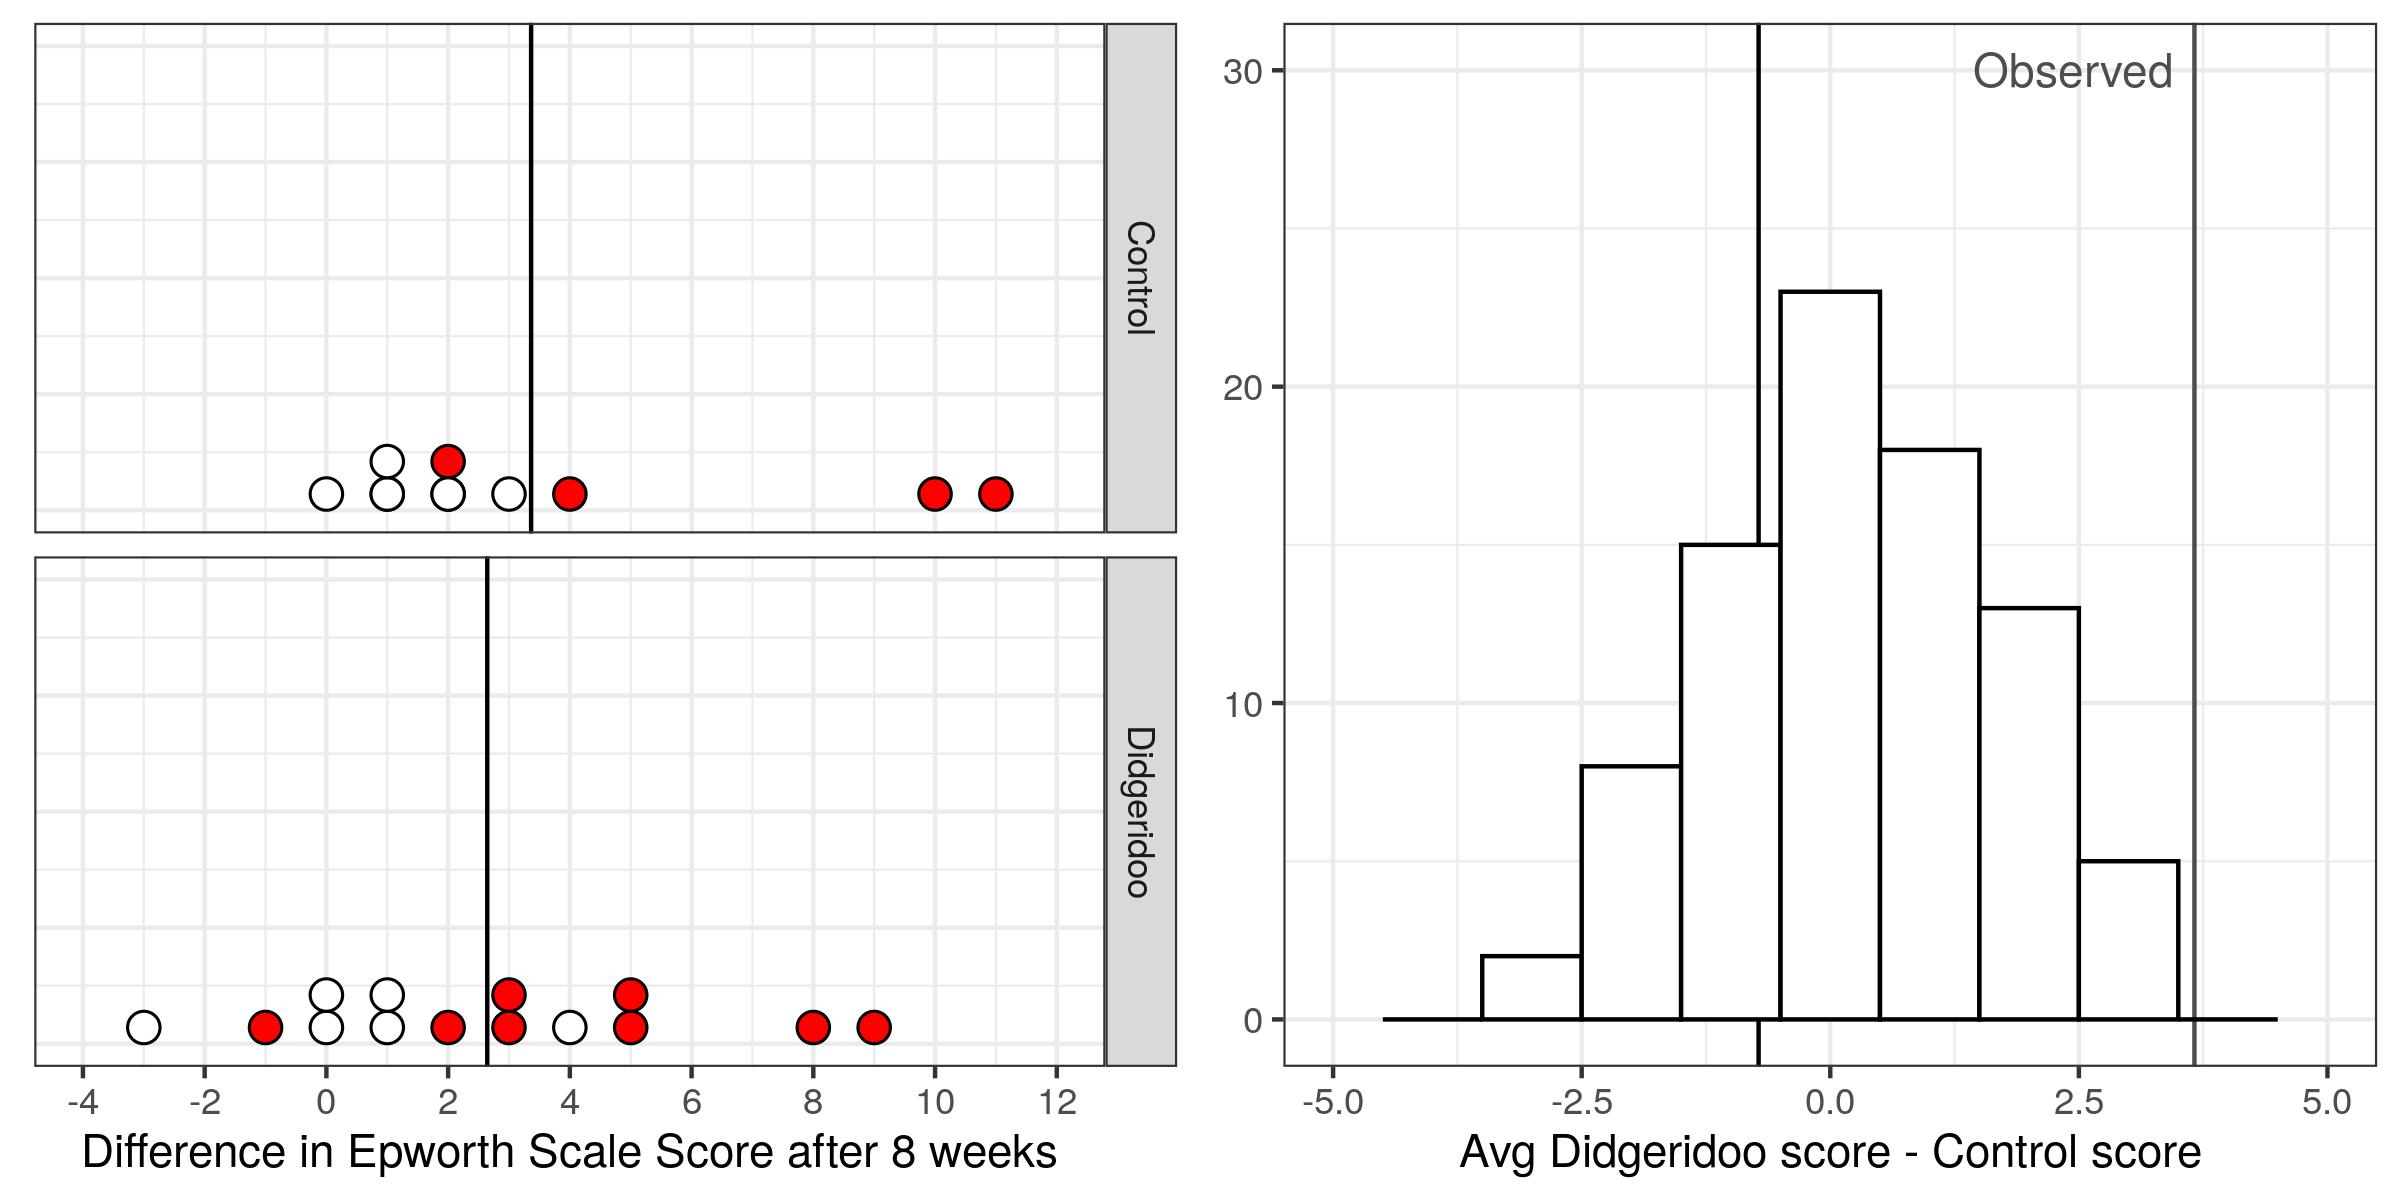 Control
Didgeridoo
-4 -2 0 2 4 6 8 10 12
Difference in Epworth Scale Score after 8 weeks
Observed
30
20
10
0
-5.0 -2.5 0.0 2.5 5.0
Avg Didgeridoo score - Control score